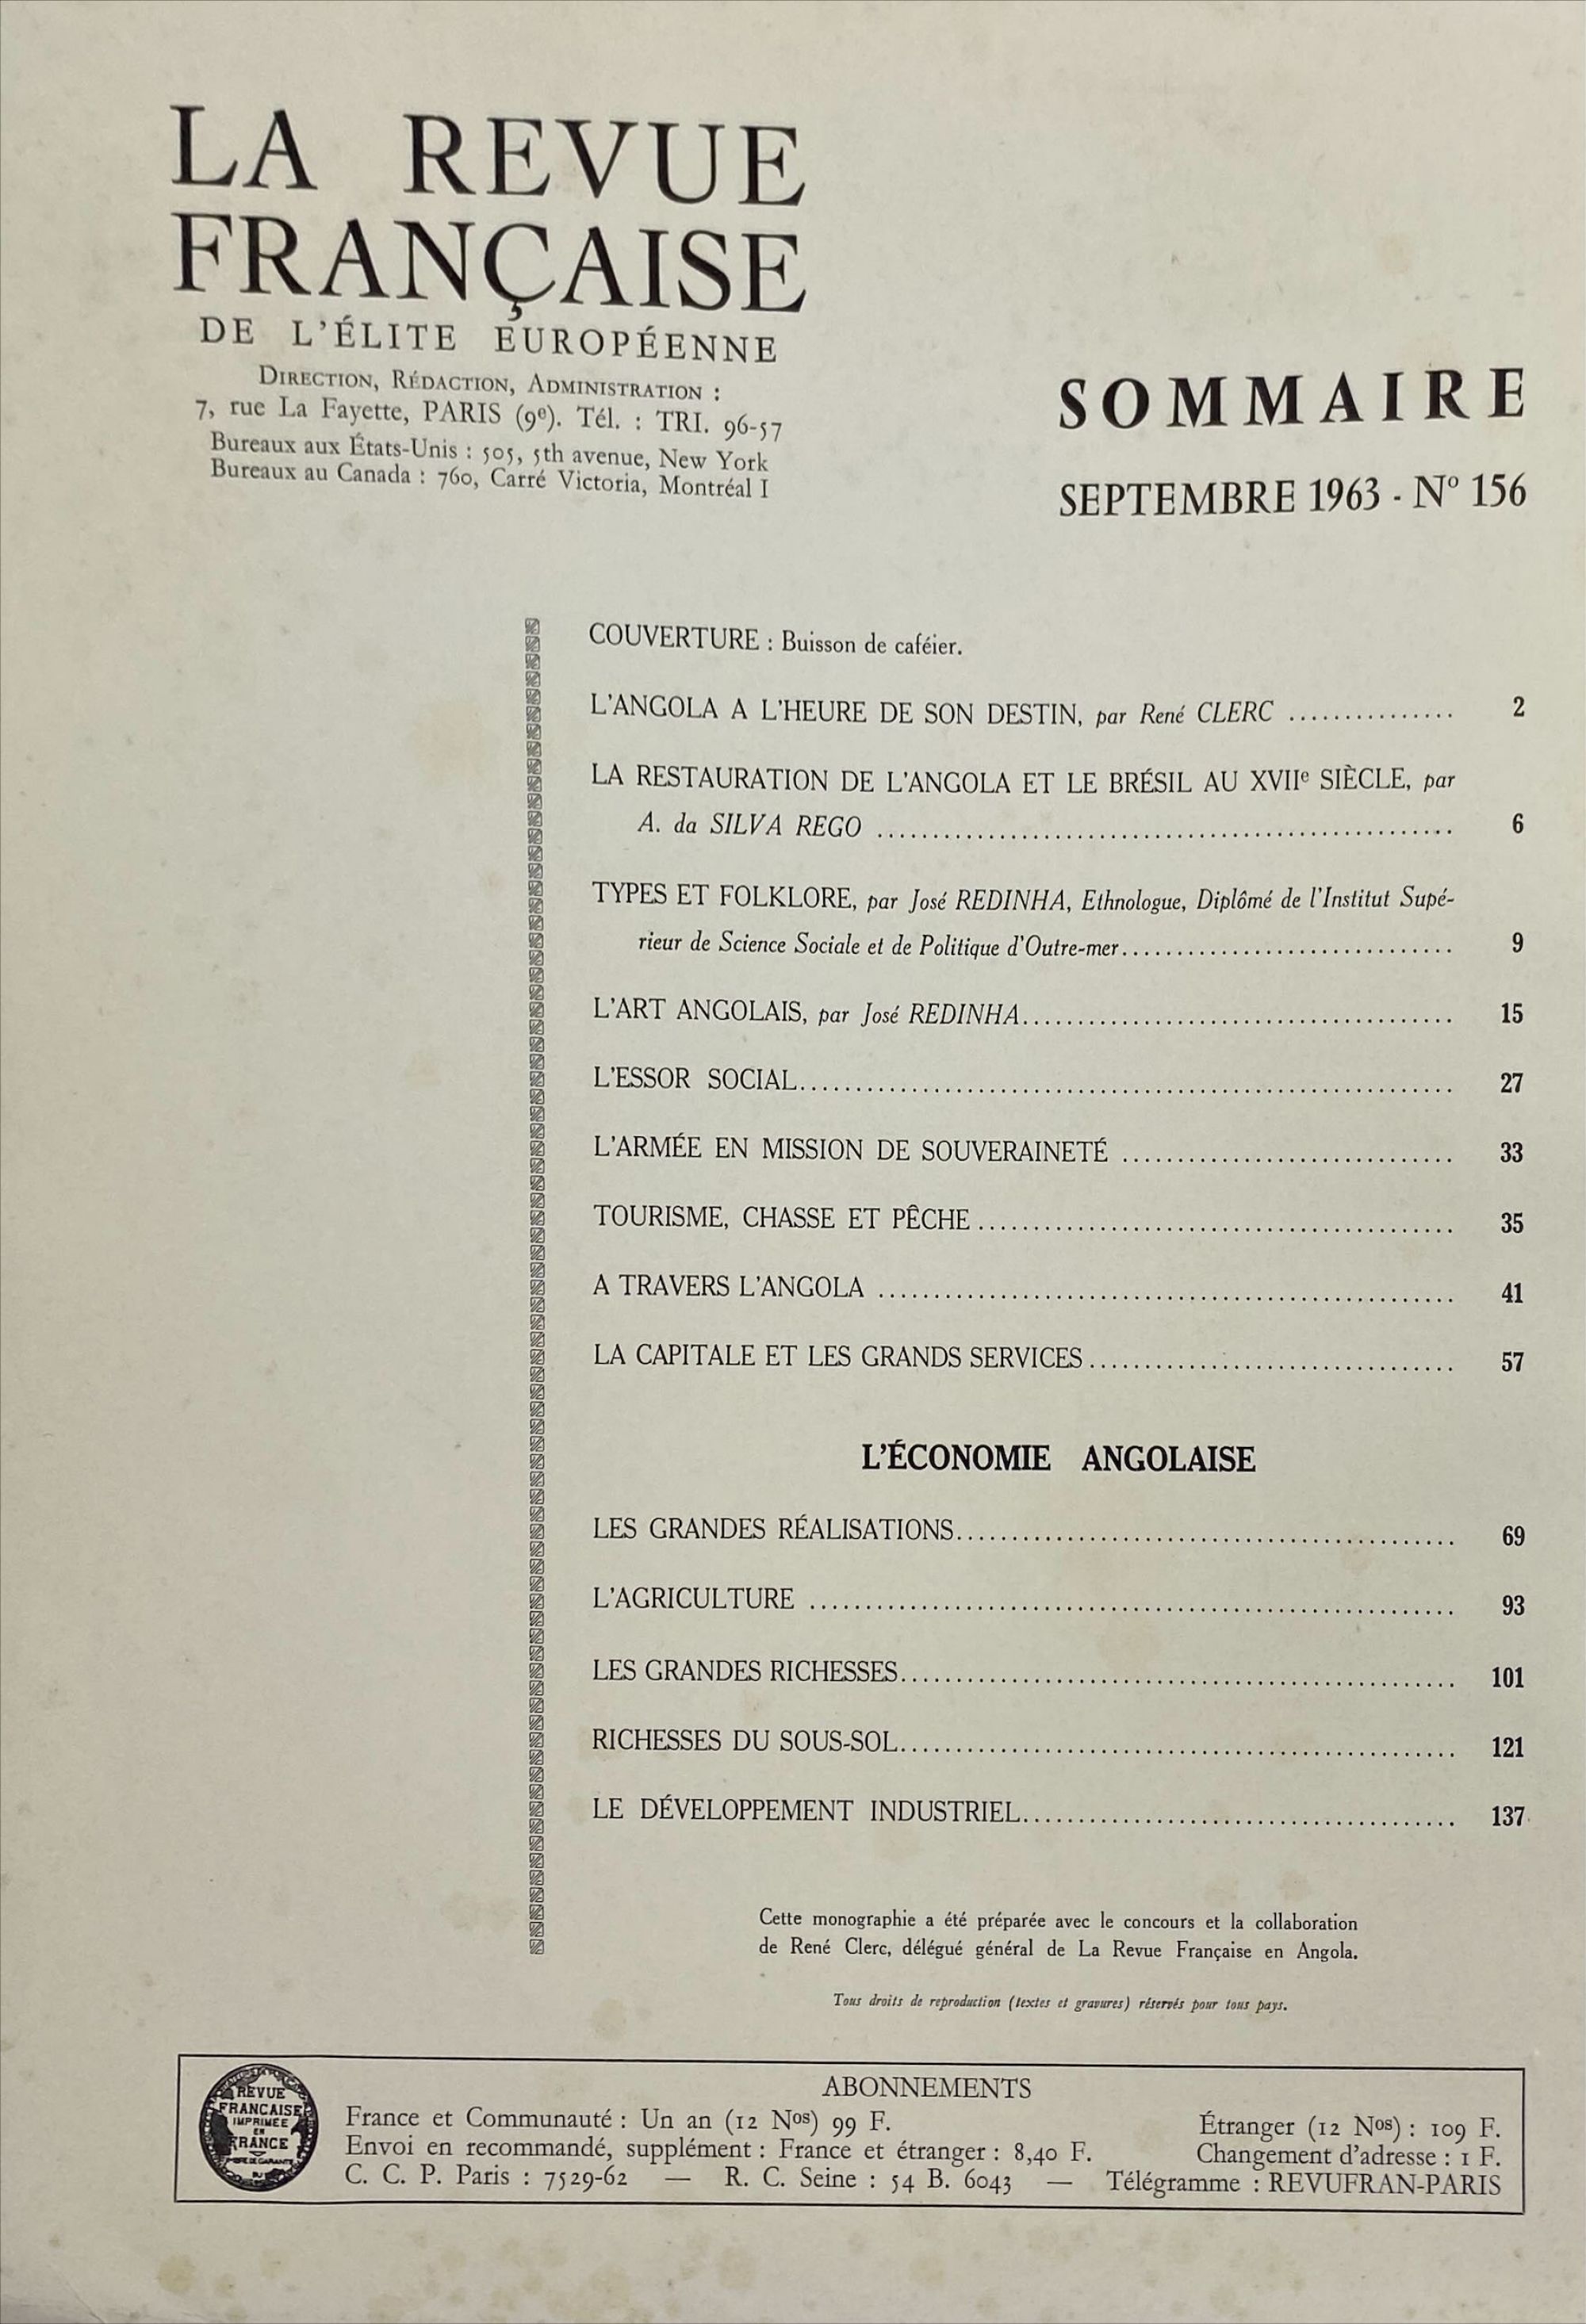 LA REVUE
FRANÇAISE
DE L'ÉLITE EUROPÉENNE
DIRECTION, RÉDACTION, ADMINISTRATION :
7, rue La Fayette, PARIS (9e). Tél. : TRI. 96-57
Bureaux aux États-Unis : 505, 5th avenue, New York
Bureaux au Canada : 760, Carré Victoria, Montréal I
SOMMAIRE
SEPTEMBRE 1963 - No 156
COUVERTURE : Buisson de caféier.
L'ANGOLA A L'HEURE DE SON DESTIN, par René CLERC ............... 2
LA RESTAURATION DE L'ANGOLA ET LE BRÉSIL AU XVIIe SIÈCLE, par
A. da SILVA REGO .................................................... 6
TYPES ET FOLKLORE, par José REDINHA, Ethnologue, Diplômé de l'Institut Supé-
rieur de Science Sociale et de Politique d'Outre-mer.............................. 9
L'ART ANGOLAIS, par José REDINHA....................................... 15
L'ESSOR SOCIAL........................................................... 27
L'ARMÉE EN MISSION DE SOUVERAINETÉ .............................. 33
TOURISME, CHASSE ET PÊCHE........................................... 35
A TRAVERS L'ANGOLA .................................................... 41
LA CAPITALE ET LES GRANDS SERVICES................................. 57
L'ÉCONOMIE ANGOLAISE
LES GRANDES RÉALISATIONS............................................. 69
L'AGRICULTURE .......................................................... 93
LES GRANDES RICHESSES.................................................. 101
RICHESSES DU SOUS-SOL.................................................. 121
LE DÉVELOPPEMENT INDUSTRIEL....................................... 137
Cette monographie a été préparée avec le concours et la collaboration
de René Clerc, délégué général de La Revue Française en Angola.
Tous droits de reproduction (textes et gravures) réservés pour tous pays.
REVUE
FRANCAISE
IMPRIMÉE
EN
FRANCE
ABONNEMENTS
France et Communauté : Un an (12 Nos) 99 F. Étranger (12 Nos) : 109 F.
Envoi en recommandé, supplément : France et étranger : 8,40 F. Changement d'adresse : 1 F.
C. C. P. Paris : 7529-62 — R. C. Seine : 54 B. 6043 — Télégramme : REVUFRAN-PARIS